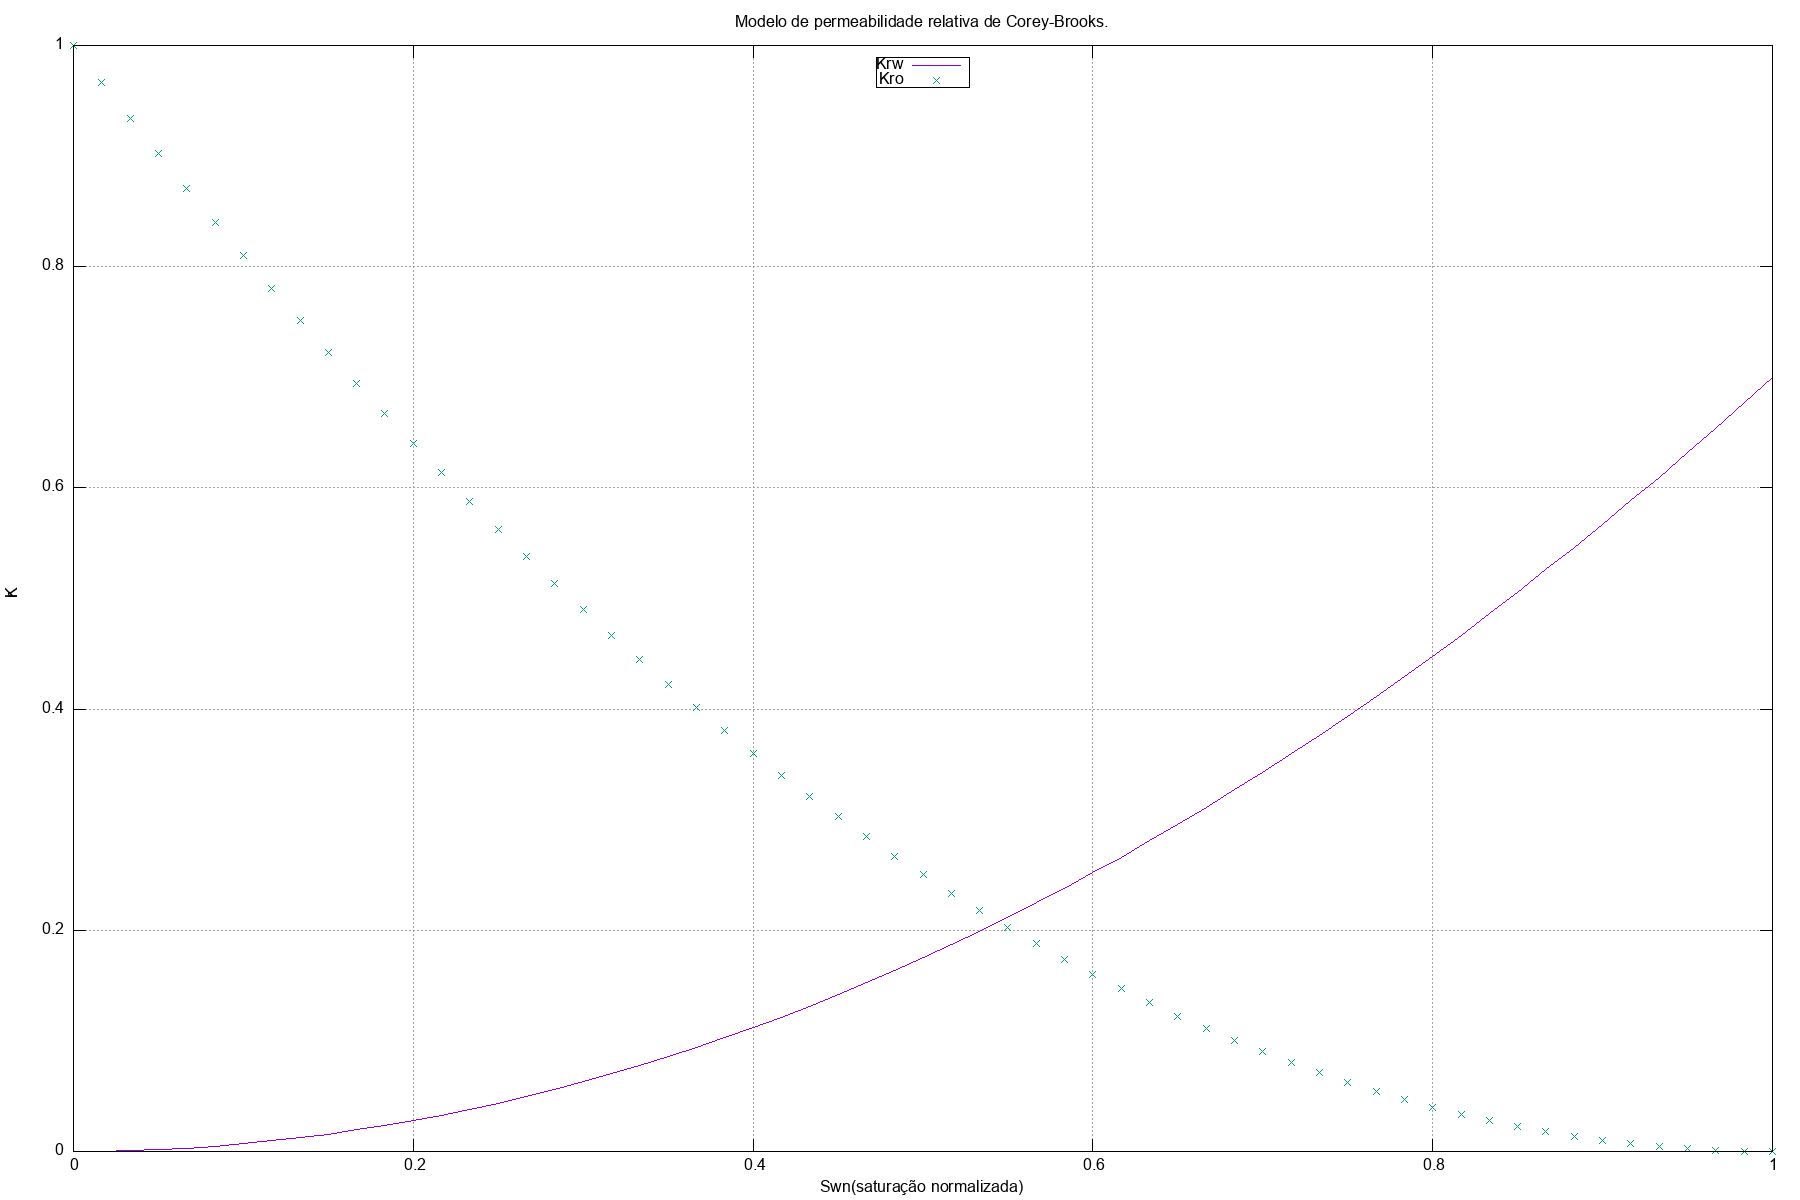 Modelo de permeabilidade relativa de Corey-Brooks.
Krw
Kro
1
0.8
0.6
0.4
0.2
0
K
0 0.2 0.4 0.6 0.8 1
Swn(saturação normalizada)